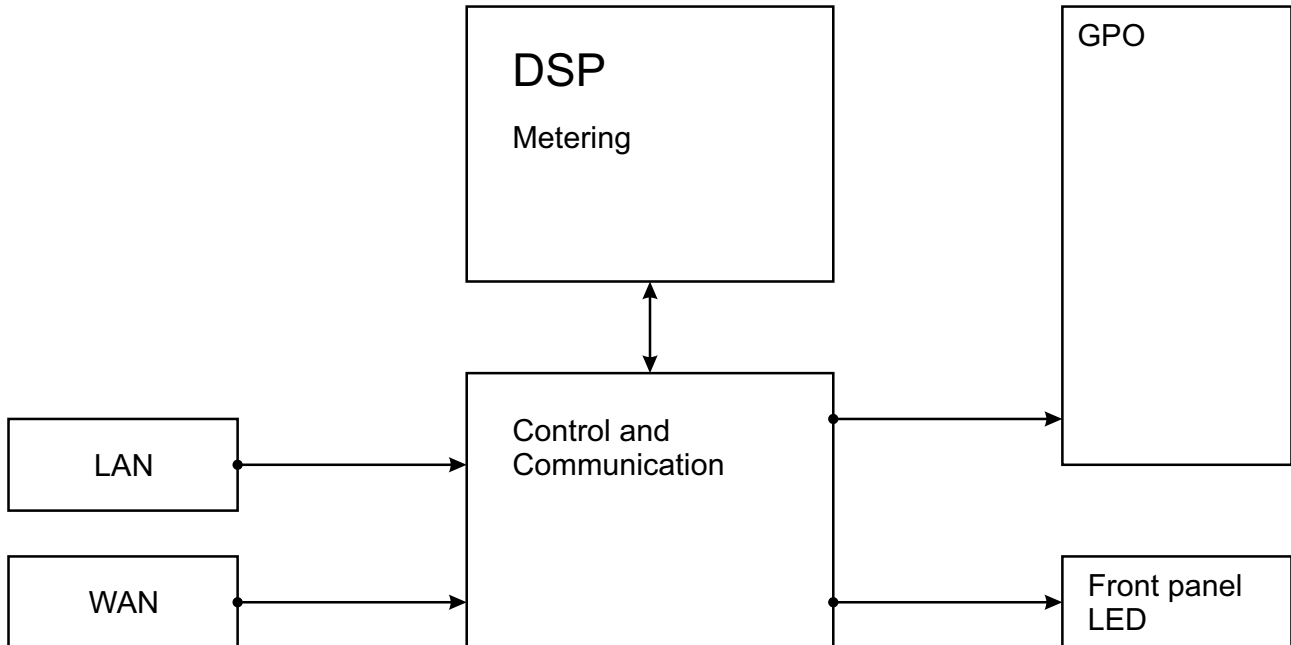 DSP
Metering
GPO
Control and
Communication
LAN
WAN
Front panel
LED